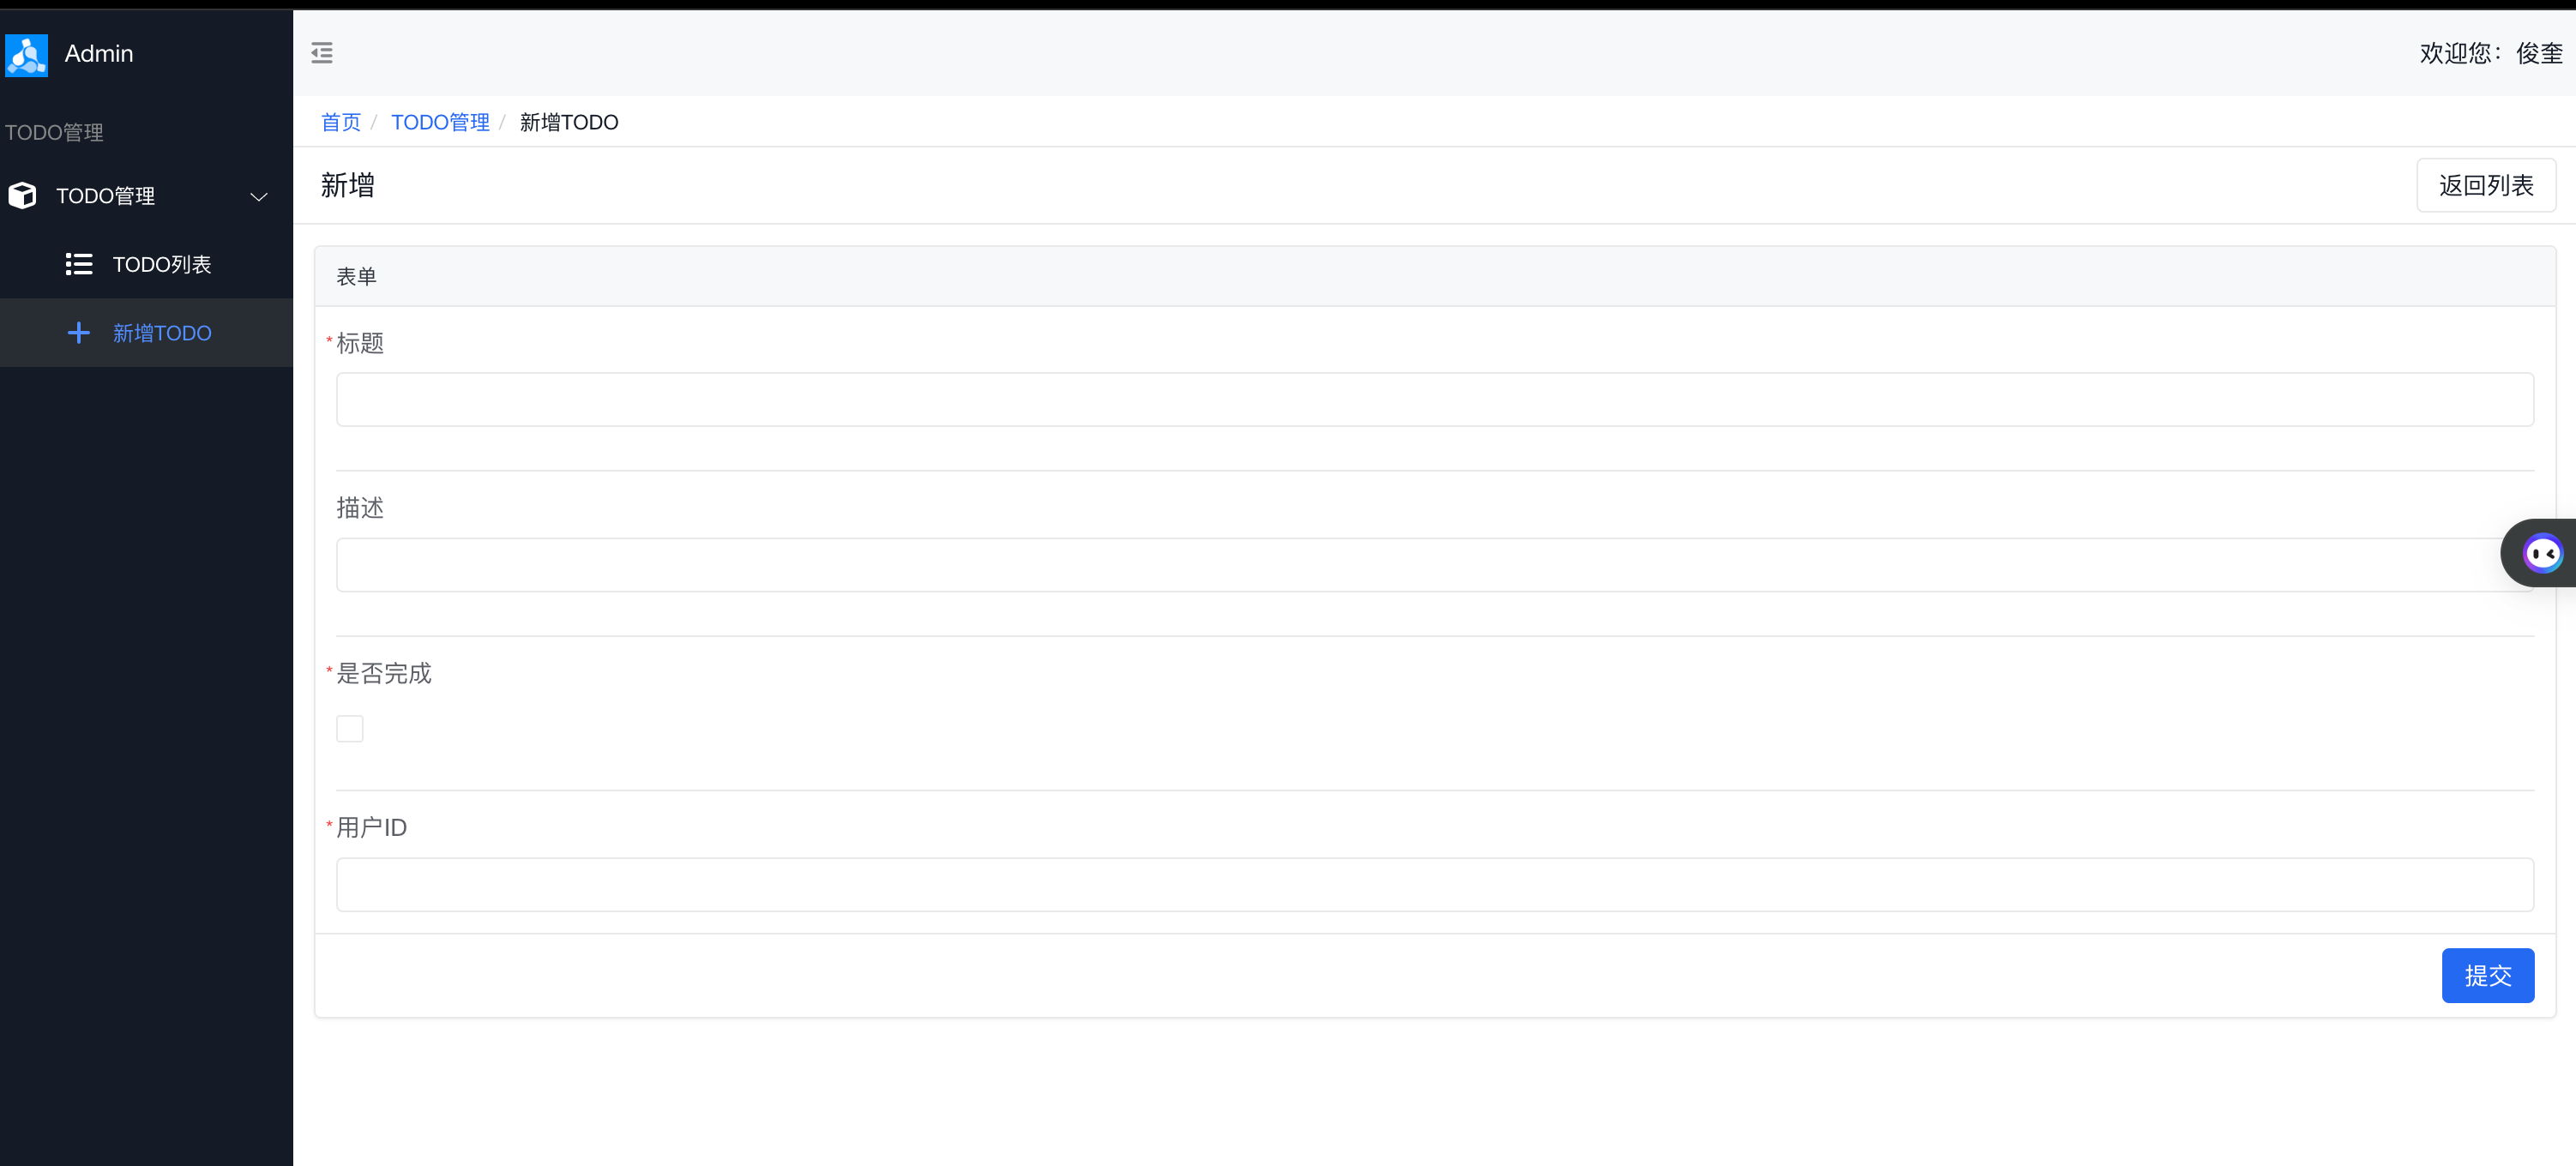 Admin
欢迎您：俊奎
TODO管理
TODO管理
TODO列表
新增TODO
首页 / TODO管理 / 新增TODO
新增
返回列表
表单
* 标题
描述
* 是否完成
* 用户ID
提交